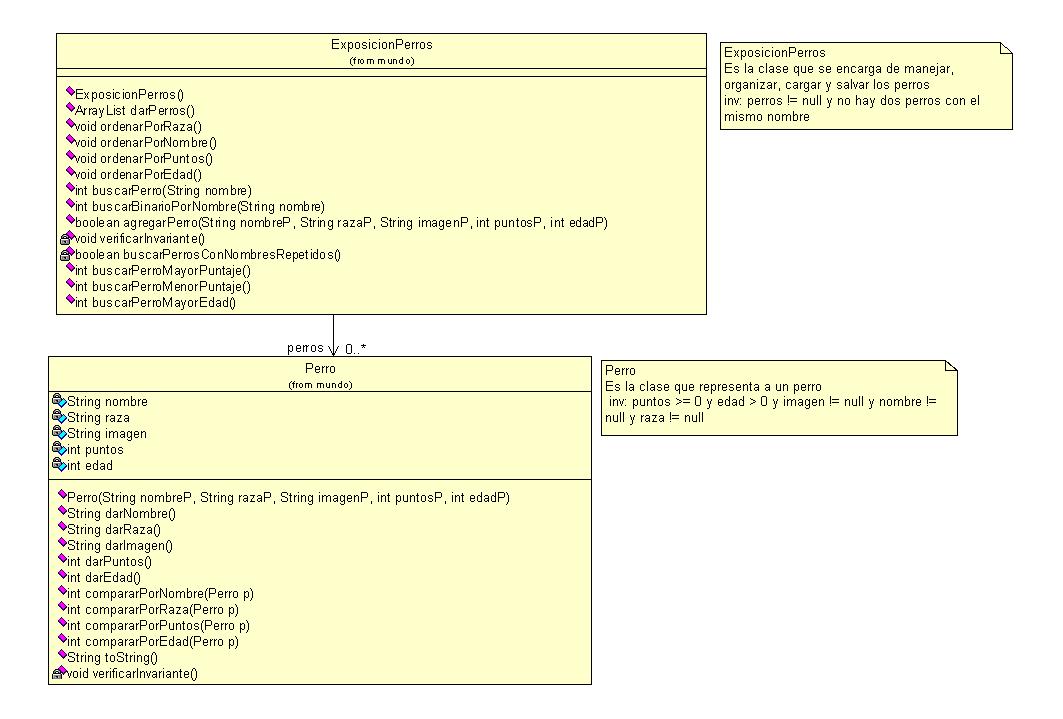 ExposicionPerros
(from mundo)
ExposicionPerros()
ArrayList darPerros()
void ordenarPorRaza()
void ordenarPorNombre()
void ordenarPorPuntos()
void ordenarPorEdad()
int buscarPerro(String nombre)
int buscarBinarioPorNombre(String nombre)
boolean agregarPerro(String nombreP, String razaP, String imagenP, int puntosP, int edadP)
void verificarInvariante()
boolean buscarPerrosConNombresRepetidos()
int buscarPerroMayorPuntaje()
int buscarPerroMenorPuntaje()
int buscarPerroMayorEdad()
ExposicionPerros
Es la clase que se encarga de manejar,
organizar, cargar y salvar los perros
inv: perros != null y no hay dos perros con el
mismo nombre
perros 0..*
Perro
(from mundo)
String nombre
String raza
String imagen
int puntos
int edad
Perro(String nombreP, String razaP, String imagenP, int puntosP, int edadP)
String darNombre()
String darRaza()
String darImagen()
int darPuntos()
int darEdad()
int compararPorNombre(Perro p)
int compararPorRaza(Perro p)
int compararPorPuntos(Perro p)
int compararPorEdad(Perro p)
String toString()
void verificarInvariante()
Perro
Es la clase que representa a un perro
inv: puntos >= 0 y edad > 0 y imagen != null y nombre !=
null y raza != null